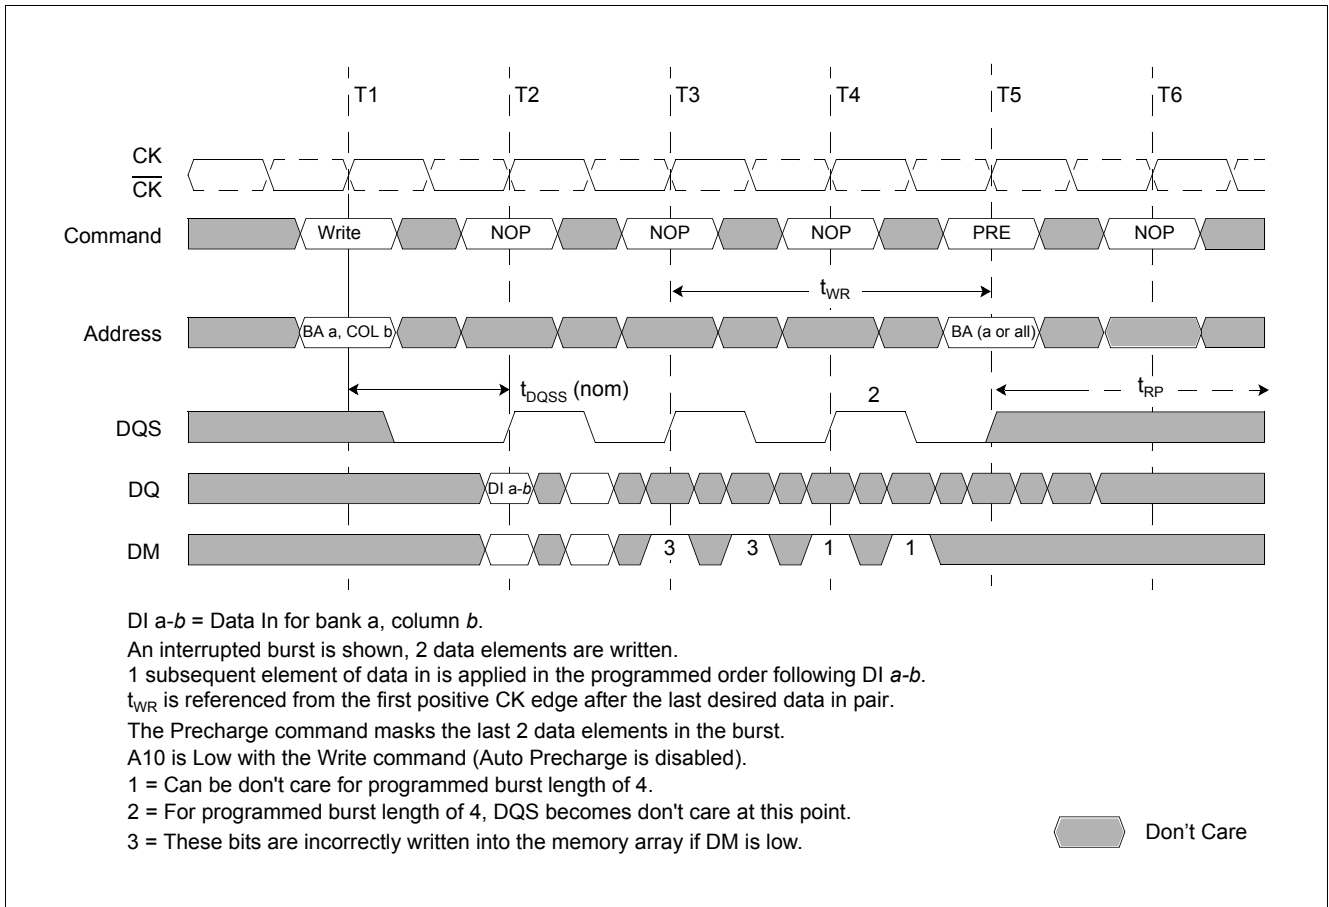 T1 T2 T3 T4 T5 T6
CK
CK
Command Write NOP NOP NOP PRE NOP
tWR
Address BA a, COL b BA (a or all)
tDQSS (nom) 2 tRP
DQS
DQ DI a-b
DM 3 3 1 1
DI a-b = Data In for bank a, column b.
An interrupted burst is shown, 2 data elements are written.
1 subsequent element of data in is applied in the programmed order following DI a-b.
tWR is referenced from the first positive CK edge after the last desired data in pair.
The Precharge command masks the last 2 data elements in the burst.
A10 is Low with the Write command (Auto Precharge is disabled).
1 = Can be don't care for programmed burst length of 4.
2 = For programmed burst length of 4, DQS becomes don't care at this point.
3 = These bits are incorrectly written into the memory array if DM is low.
Don't Care